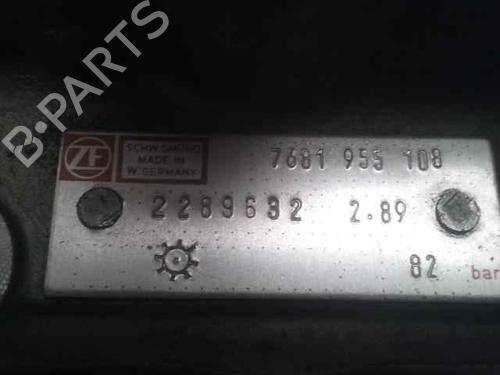 B-PARTS
ZF
SCHW. GMÜND
MADE IN
W. GERMANY
7681 955 108
2289632 2.89
82 bar